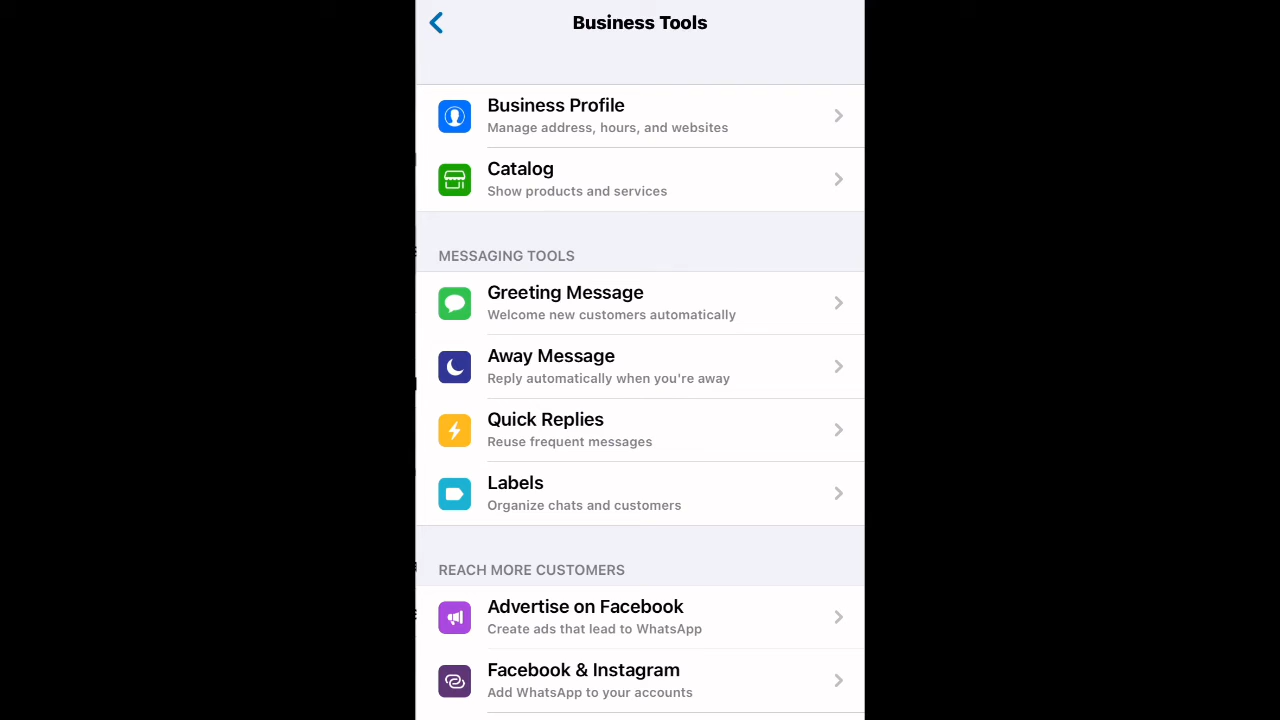 Business Tools
Business Profile
Manage address, hours, and websites
Catalog
Show products and services
MESSAGING TOOLS
Greeting Message
Welcome new customers automatically
Away Message
Reply automatically when you're away
Quick Replies
Reuse frequent messages
Labels
Organize chats and customers
REACH MORE CUSTOMERS
Advertise on Facebook
Create ads that lead to WhatsApp
Facebook & Instagram
Add WhatsApp to your accounts